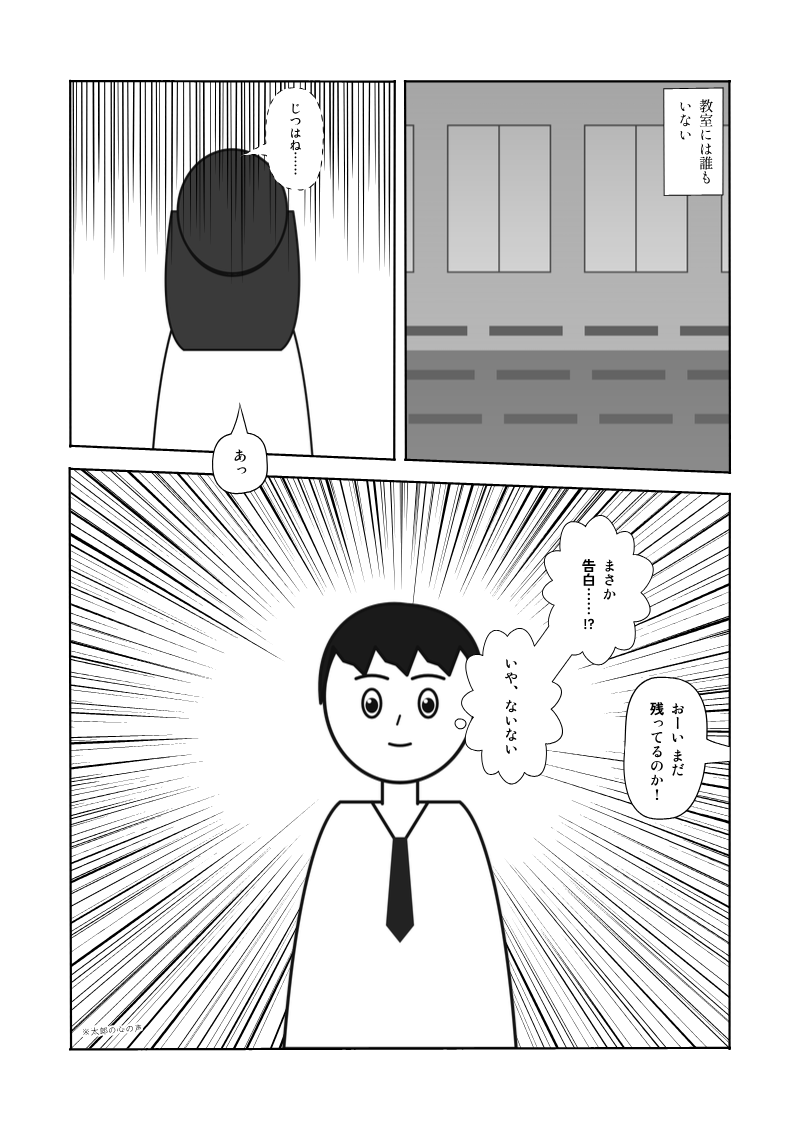 教室には誰も
いない
じつはね……
あっ
まさか
告白……!?
いや、ないない
おーい まだ
残ってるのか！
※太郎の心の声